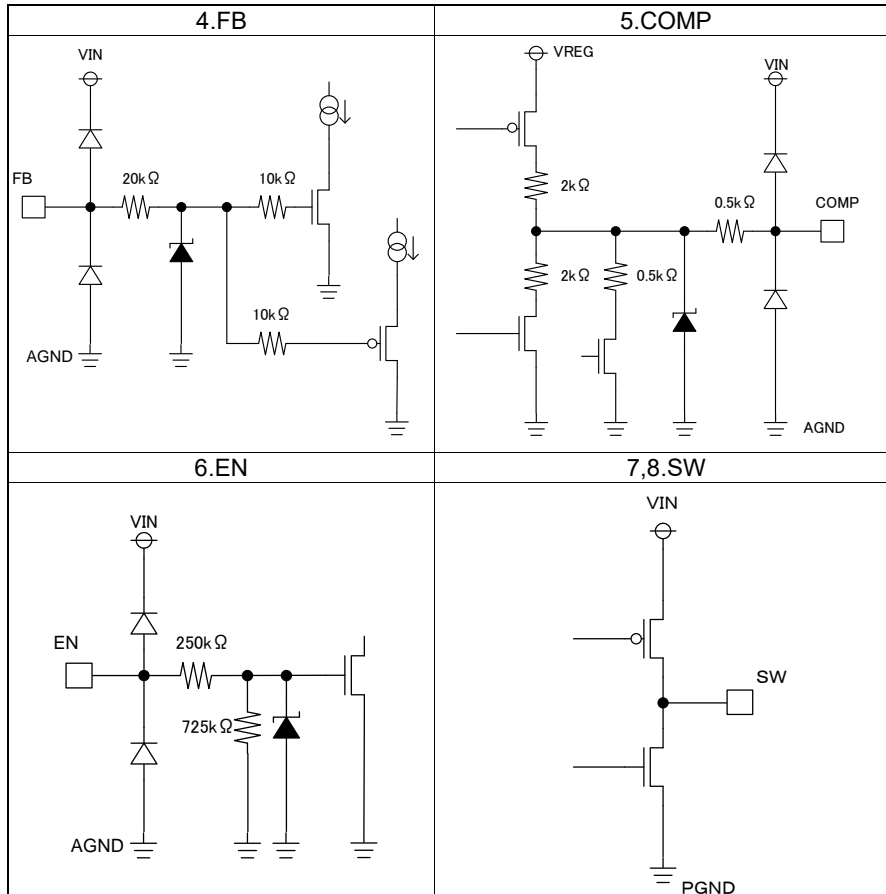 4.FB
VIN
FB
20kΩ
10kΩ
10kΩ
AGND
5.COMP
VREG
VIN
2kΩ
0.5kΩ
COMP
2kΩ
0.5kΩ
AGND
6.EN
VIN
EN
250kΩ
725kΩ
AGND
7,8.SW
VIN
SW
PGND